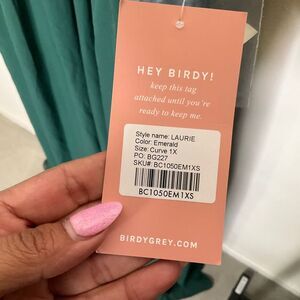 HEY BIRDY!
keep this tag
attached until you're
ready to keep me.
Style name: LAURIE
Color: Emerald
Size: Curve 1X
PO: BG227
SKU#: BC1050EM1XS
BC1050EM1XS
BIRDYGREY.COM